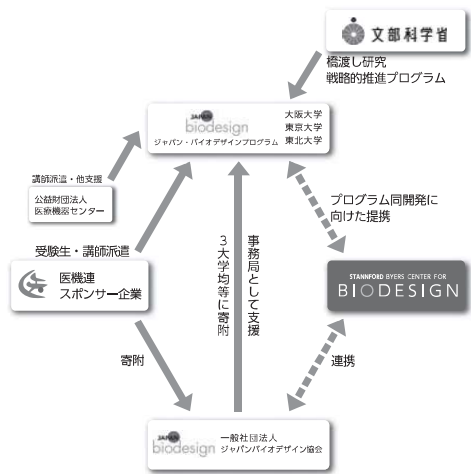 文部科学省
橋渡し研究
戦略的推進プログラム
JAPAN
biodesign
ジャパン・バイオデザインプログラム
大阪大学
東京大学
東北大学
講師派遣・他支援
公益財団法人
医療機器センター
プログラム同開発に
向けた提携
受験生・講師派遣
医機連
スポンサー企業
3大学均等に寄附
事務局として支援
STANNFORD BYERS CENTER FOR
BIODESIGN
寄附
連携
JAPAN
biodesign
一般社団法人
ジャパンバイオデザイン協会